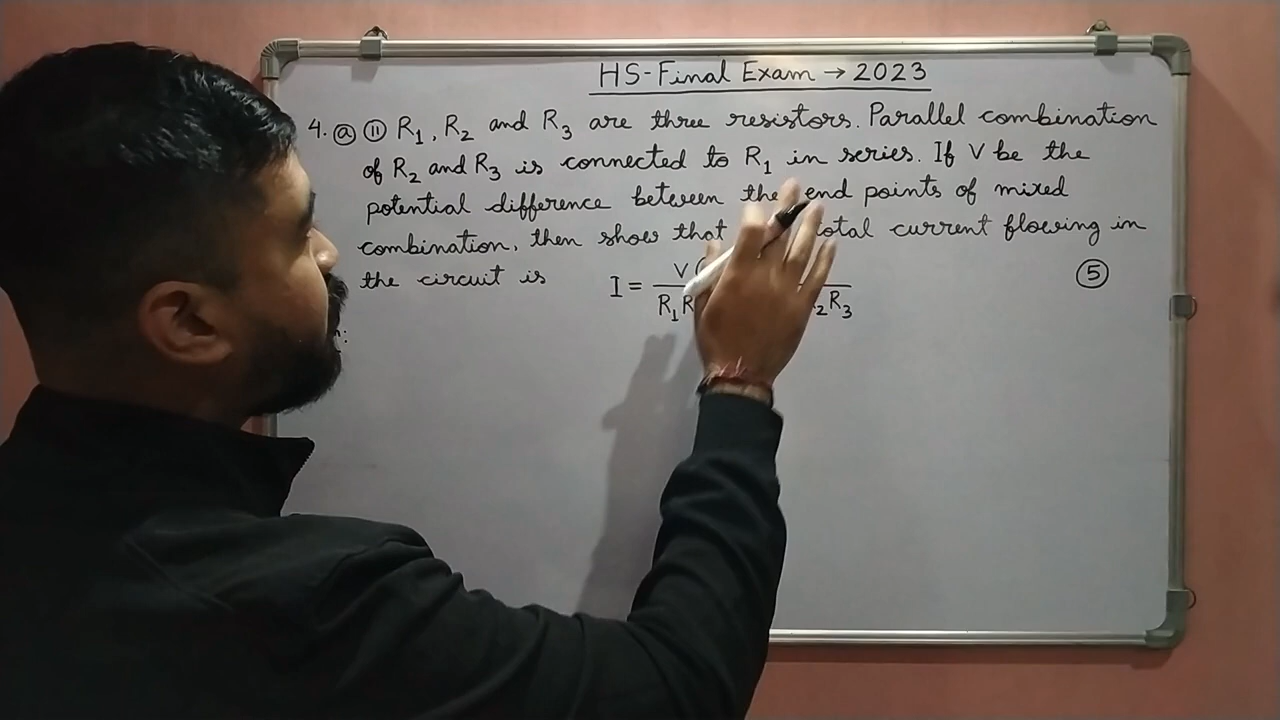 HS-Final Exam → 2023
4. ⓐ ⑪ R₁, R₂ and R₃ are three resistors. Parallel combination
of R₂ and R₃ is connected to R₁ in series. If V be the
potential difference between the end points of mixed
combination, then show that total current flowing in
the circuit is I = V ( / R₁R ₂R₃ ⑤